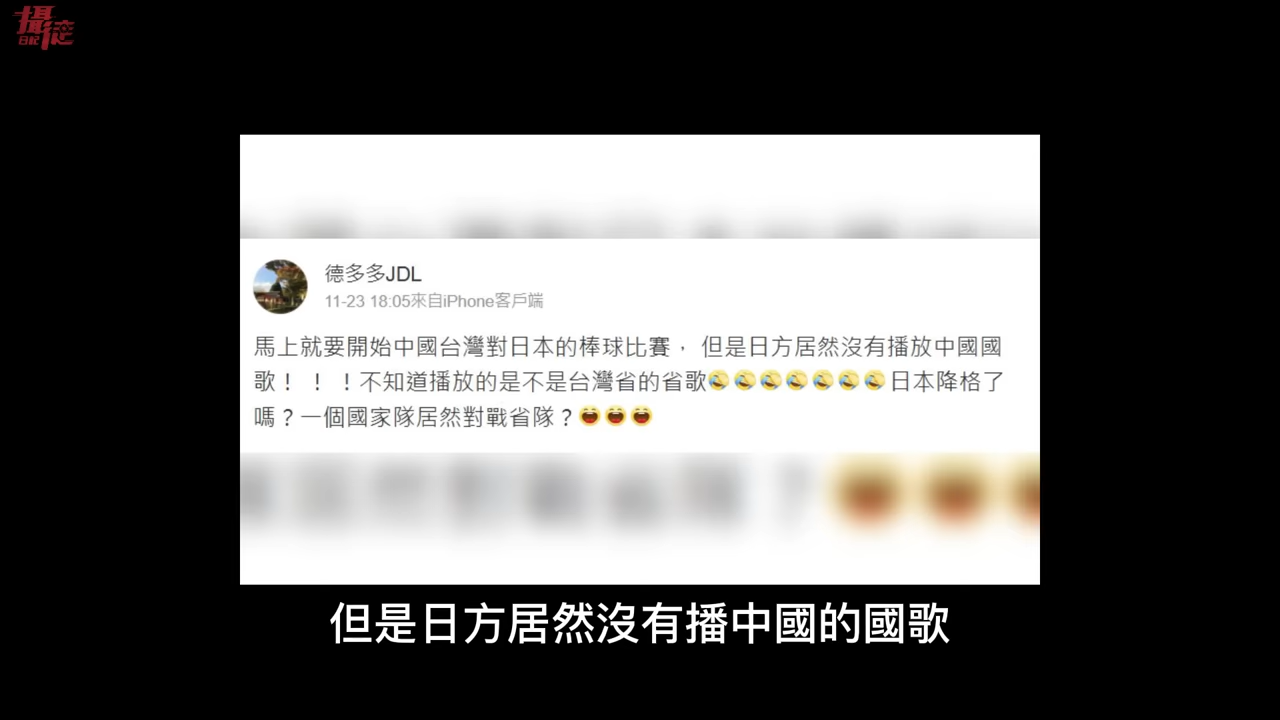 攝徒
日記
德多多JDL
11-23 18:05來自iPhone客戶端
馬上就要開始中國台灣對日本的棒球比賽， 但是日方居然沒有播放中國國
歌！ ！ ！不知道播放的是不是台灣省的省歌🤣🤣🤣🤣🤣🤣🤣日本降格了
嗎？一個國家隊居然對戰省隊？😄😄😄
但是日方居然沒有播中國的國歌